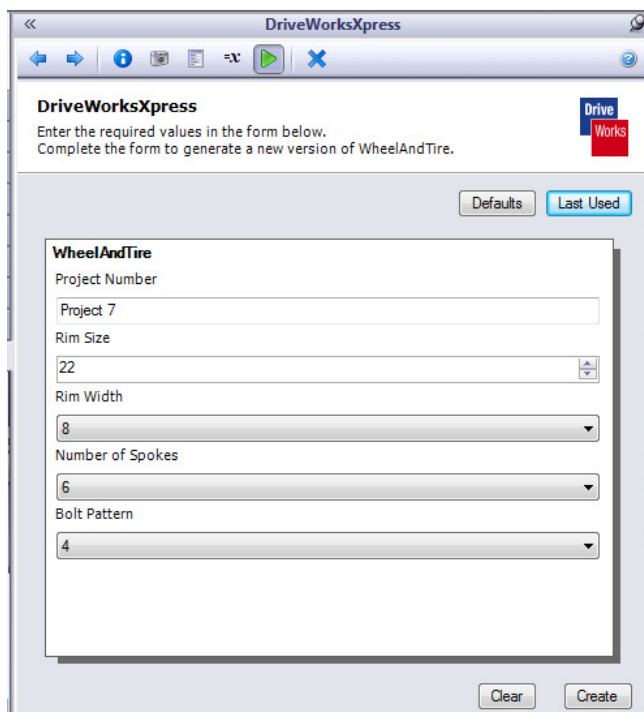 DriveWorksXpress
=x
DriveWorksXpress
Enter the required values in the form below.
Complete the form to generate a new version of WheelAndTire.
Drive
Works
Defaults
Last Used
WheelAndTire
Project Number
Project 7
Rim Size
22
Rim Width
8
Number of Spokes
6
Bolt Pattern
4
Clear
Create